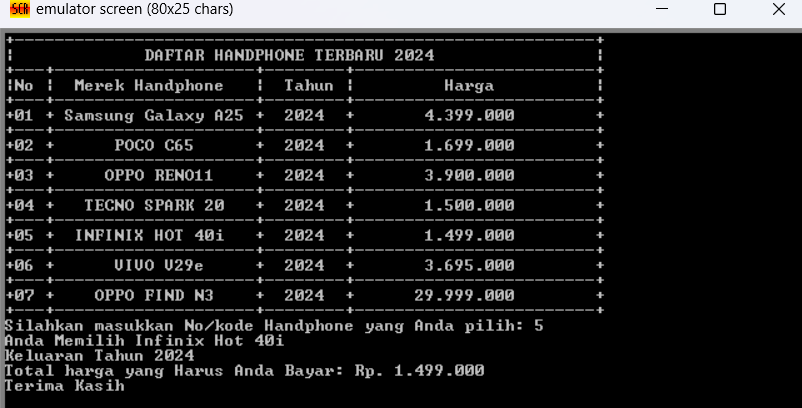 SCR emulator screen (80x25 chars)
+-----------------------------------------------------------+
¦ DAFTAR HANDPHONE TERBARU 2024 ¦
+---+--------------------+--------+-------------------------+
¦No ¦ Merek Handphone ¦ Tahun ¦ Harga ¦
+---+--------------------+--------+-------------------------+
+01 + Samsung Galaxy A25 + 2024 + 4.399.000 +
+---+--------------------+--------+-------------------------+
+02 + POCO C65 + 2024 + 1.699.000 +
+---+--------------------+--------+-------------------------+
+03 + OPPO RENO11 + 2024 + 3.900.000 +
+---+--------------------+--------+-------------------------+
+04 + TECNO SPARK 20 + 2024 + 1.500.000 +
+---+--------------------+--------+-------------------------+
+05 + INFINIX HOT 40i + 2024 + 1.499.000 +
+---+--------------------+--------+-------------------------+
+06 + VIVO V29e + 2024 + 3.695.000 +
+---+--------------------+--------+-------------------------+
+07 + OPPO FIND N3 + 2024 + 29.999.000 +
+---+--------------------+--------+-------------------------+
Silahkan masukkan No/kode Handphone yang Anda pilih: 5
Anda Memilih Infinix Hot 40i
Keluaran Tahun 2024
Total harga yang Harus Anda Bayar: Rp. 1.499.000
Terima Kasih